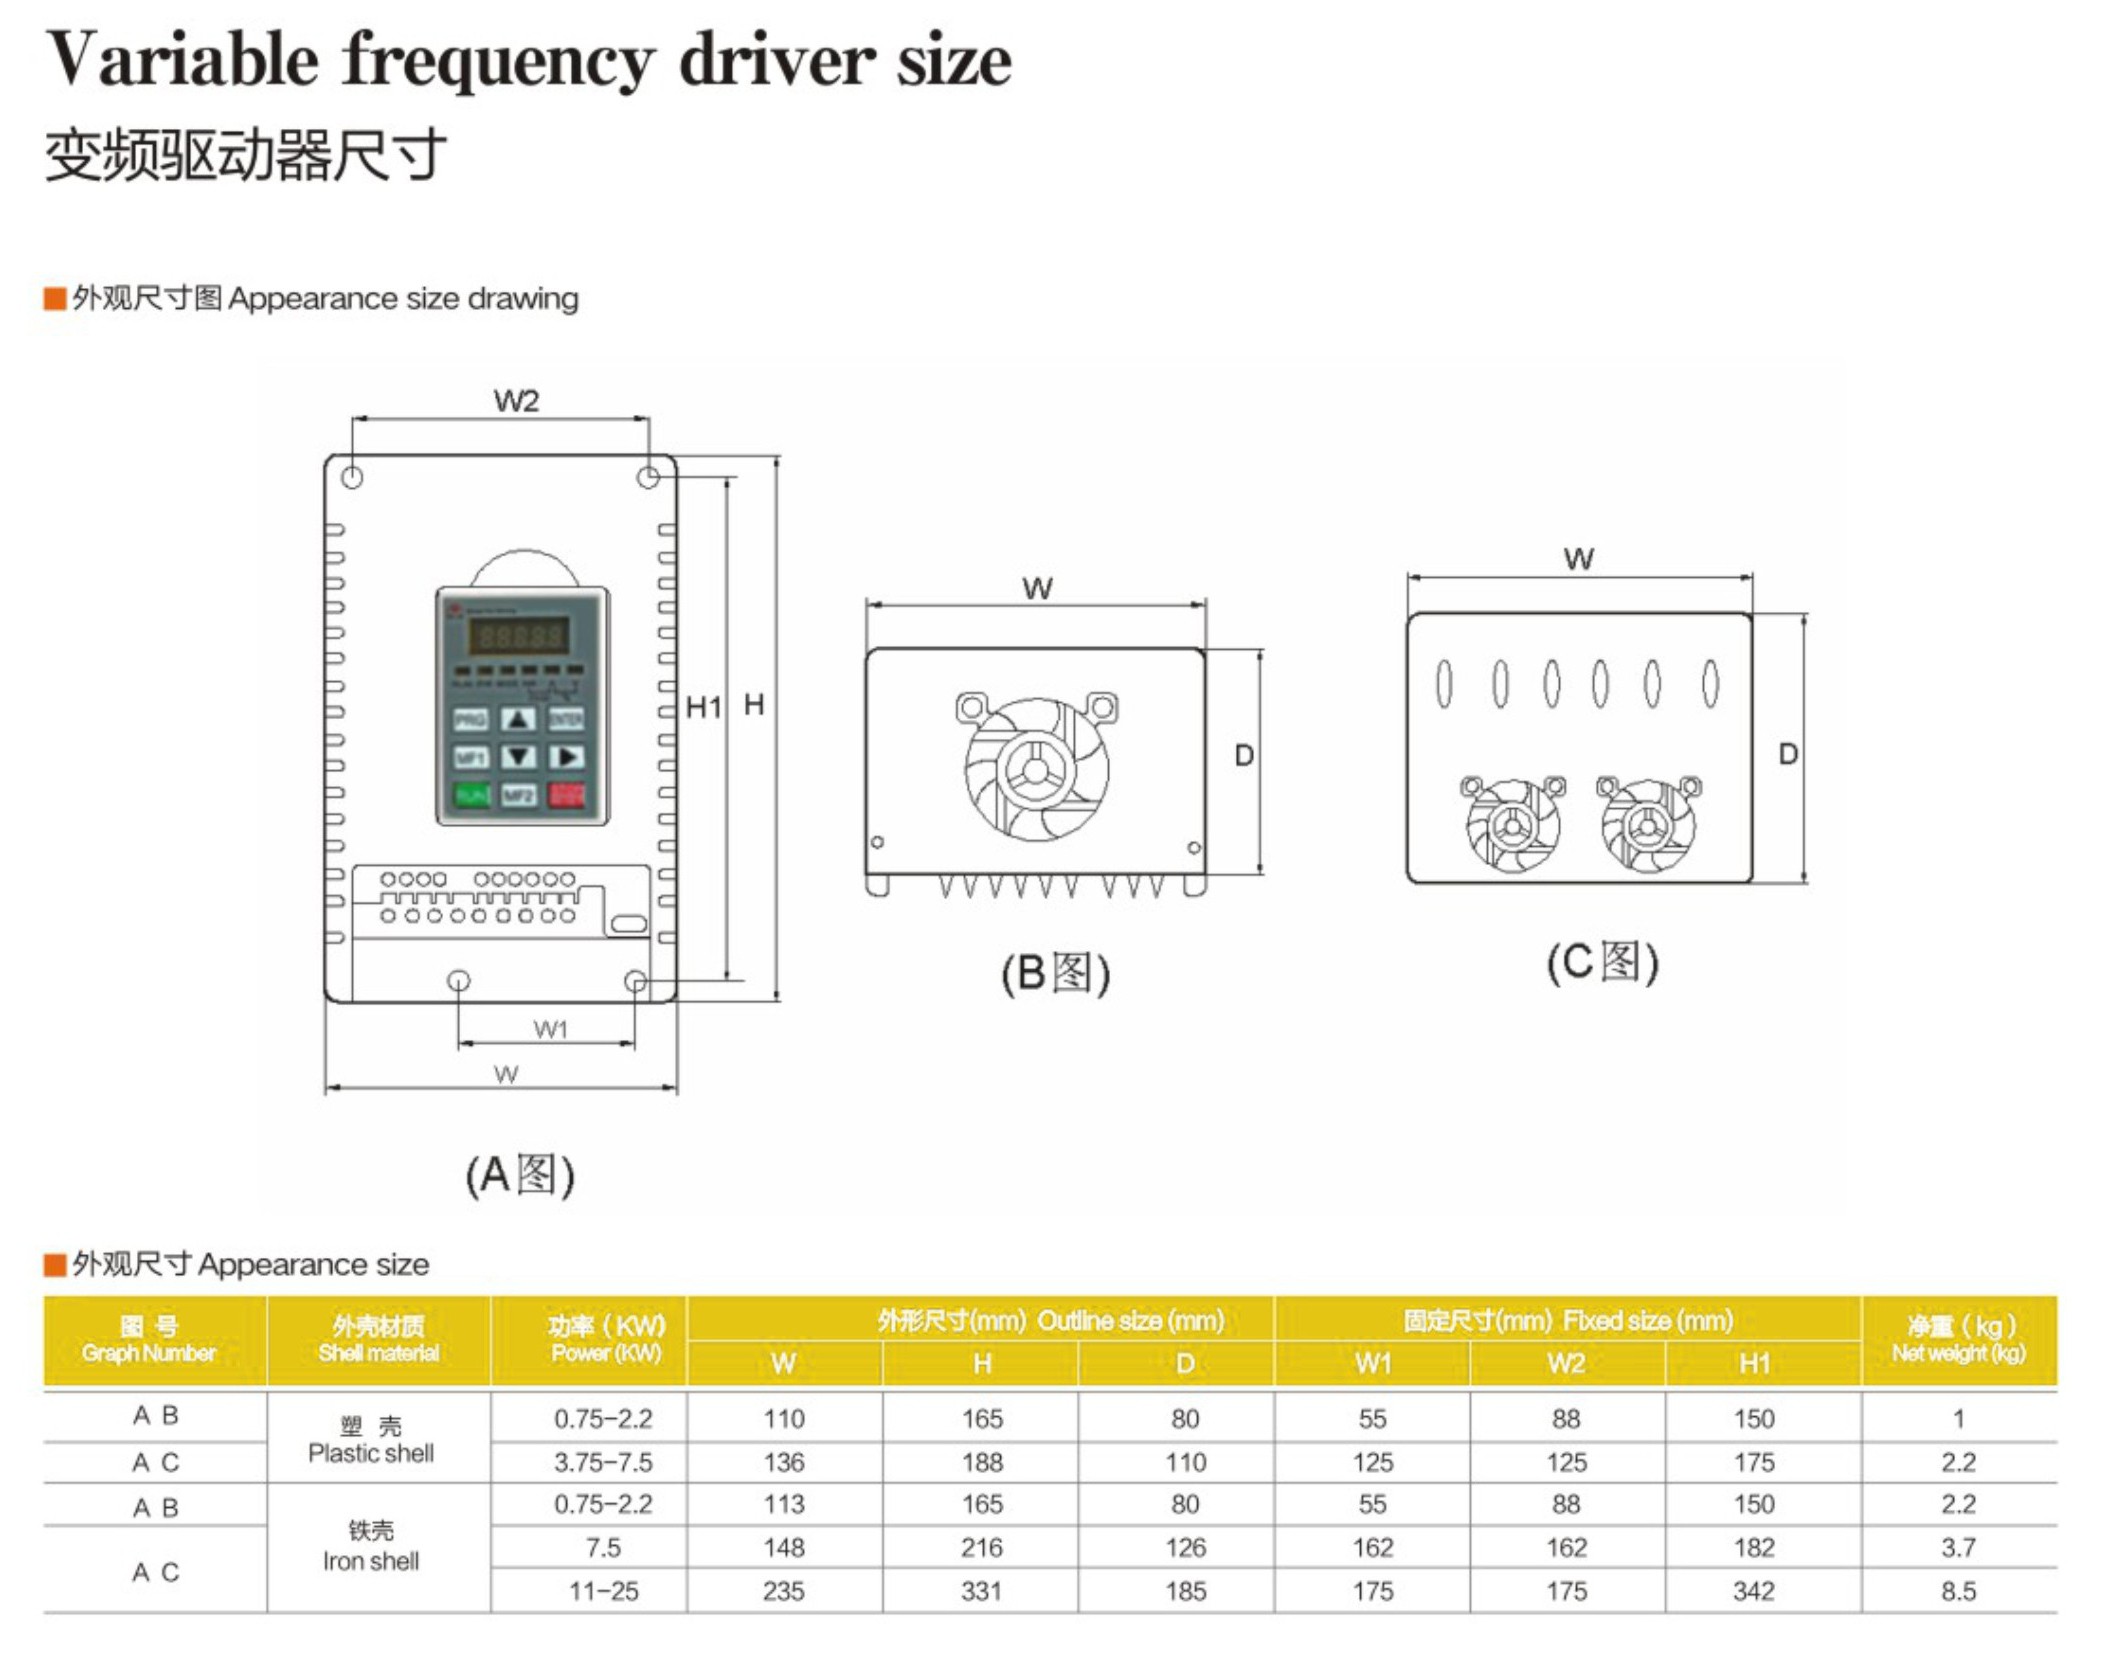 Variable frequency driver size
变频驱动器尺寸
外观尺寸图 Appearance size drawing
W2
H1 H
W1
W
(A图)
W
D
(B图)
W
D
(C图)
PRG ENTER
MF1
RUN MF2
外观尺寸 Appearance size
图 号 外壳材质 功率(KW) 外形尺寸(mm) Outline size (mm) 固定尺寸(mm) Fixed size (mm) 净重(kg)
Graph Number Shell material Power (KW) W H D W1 W2 H1 Net weight (kg)
A B 塑 壳 0.75-2.2 110 165 80 55 88 150 1
A C Plastic shell 3.75-7.5 136 188 110 125 125 175 2.2
A B 铁壳 0.75-2.2 113 165 80 55 88 150 2.2
A C Iron shell 7.5 148 216 126 162 162 182 3.7
11-25 235 331 185 175 175 342 8.5